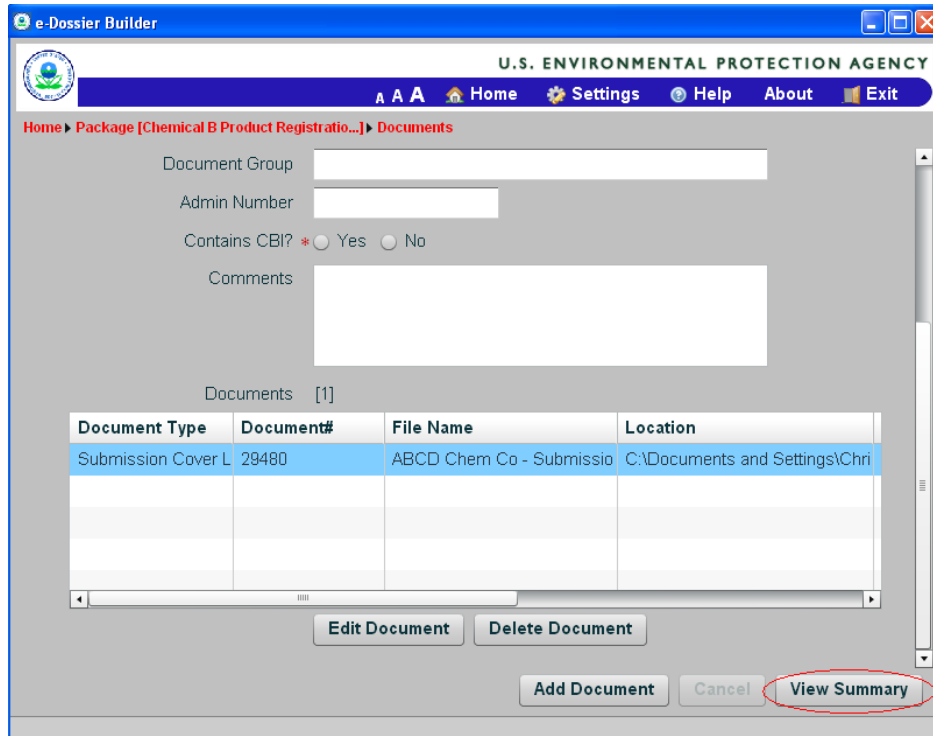 e-Dossier Builder
U.S. ENVIRONMENTAL PROTECTION AGENCY
A A A Home Settings Help About Exit
Home Package [Chemical B Product Registratio...] Documents
Document Group
Admin Number
Contains CBI? * Yes No
Comments
Documents [1]
Document Type Document# File Name Location
Submission Cover L 29480 ABCD Chem Co - Submissio C:\Documents and Settings\Chri
Edit Document Delete Document
Add Document Cancel View Summary